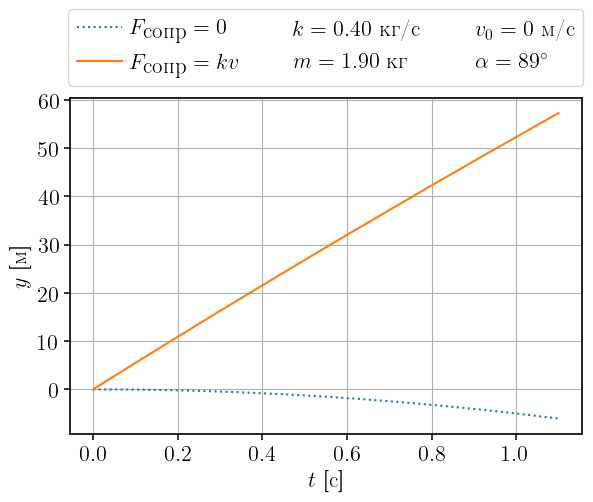 F_сопр = 0 k = 0.40 кг/с v_0 = 0 м/с
F_сопр = kv m = 1.90 кг α = 89°
60
50
40
30
20
10
0
y [м]
0.0 0.2 0.4 0.6 0.8 1.0
t [с]